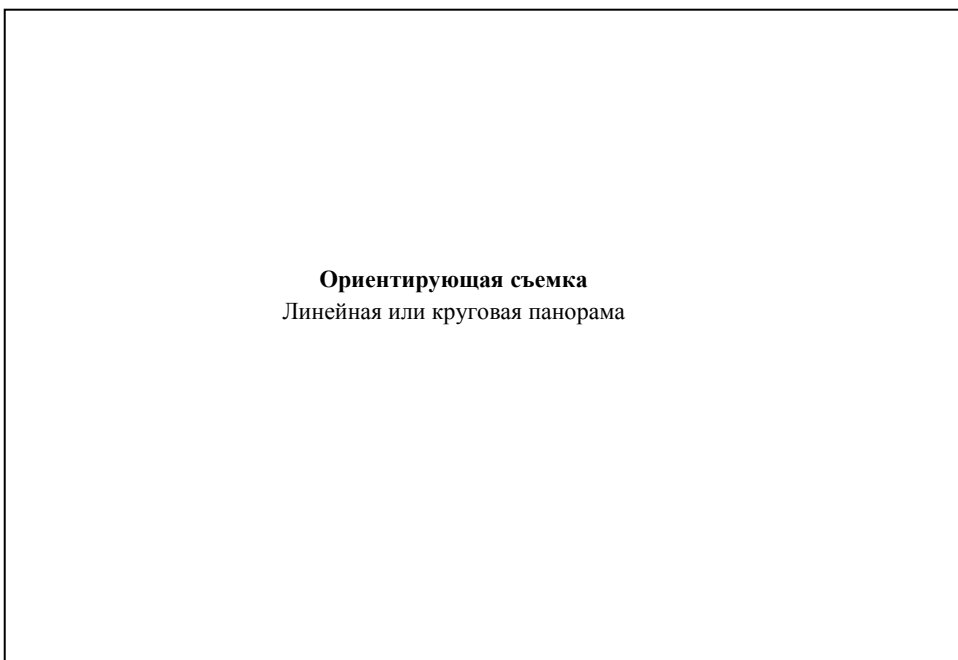 Ориентирующая съемка
Линейная или круговая панорама